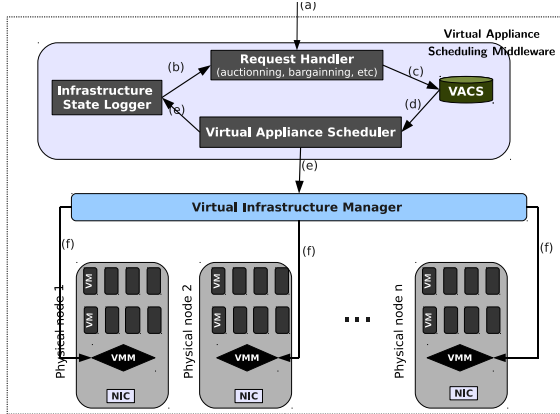 (a)
Virtual Appliance
Scheduling Middleware
Request Handler
(auctionning, bargainning, etc)
(b)
(c)
Infrastructure
State Logger
VACS
(e)
(d)
Virtual Appliance Scheduler
(e)
Virtual Infrastructure Manager
(f)
(f)
(f)
Physical node 1
VM
VM
VMM
NIC
Physical node 2
VM
VM
VMM
NIC
...
Physical node n
VM
VM
VMM
NIC